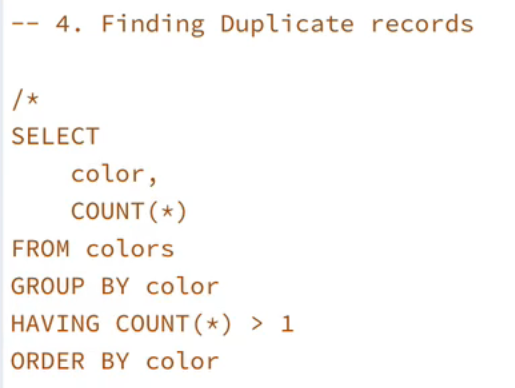 -- 4. Finding Duplicate records
/*
SELECT
    color,
    COUNT(*)
FROM colors
GROUP BY color
HAVING COUNT(*) > 1
ORDER BY color